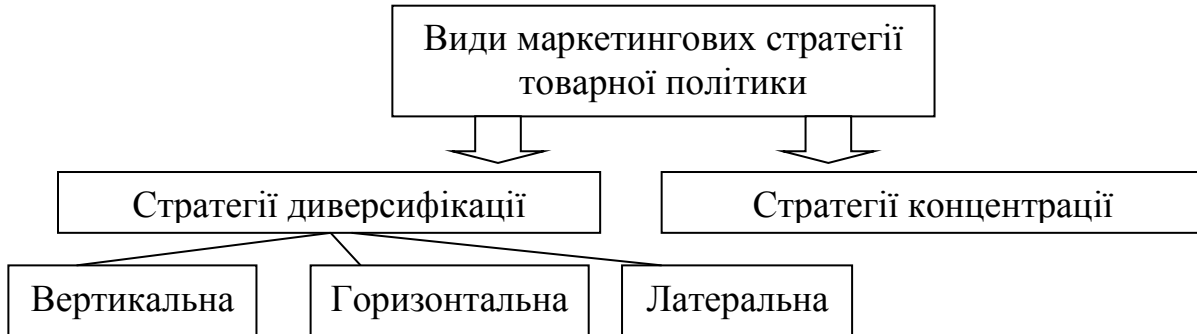 Види маркетингових стратегії
товарної політики
Стратегії диверсифікації
Стратегії концентрації
Вертикальна
Горизонтальна
Латеральна